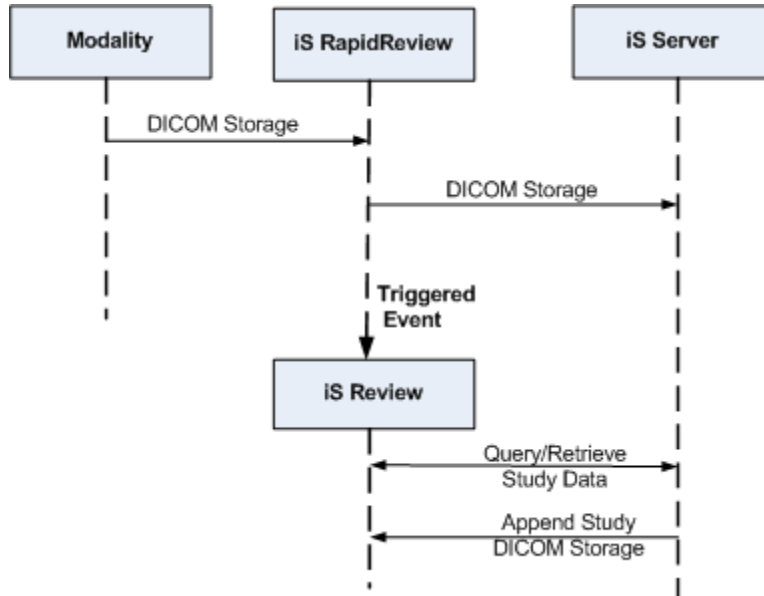 Modality
iS RapidReview
iS Server
DICOM Storage
DICOM Storage
Triggered
Event
iS Review
Query/Retrieve
Study Data
Append Study
DICOM Storage